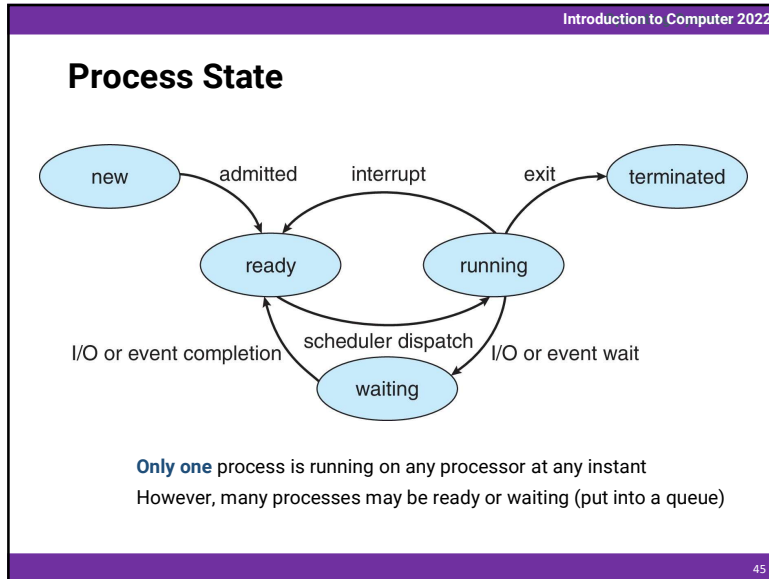 Introduction to Computer 2022
Process State
new
admitted
interrupt
exit
terminated
ready
running
I/O or event completion
scheduler dispatch
I/O or event wait
waiting
Only one process is running on any processor at any instant
However, many processes may be ready or waiting (put into a queue)
45